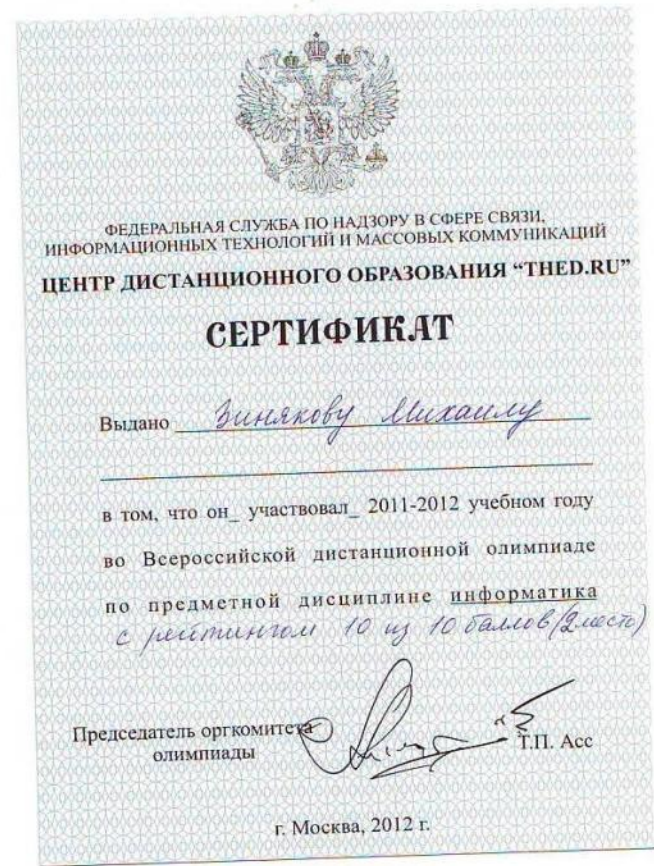 ФЕДЕРАЛЬНАЯ СЛУЖБА ПО НАДЗОРУ В СФЕРЕ СВЯЗИ,
ИНФОРМАЦИОННЫХ ТЕХНОЛОГИЙ И МАССОВЫХ КОММУНИКАЦИЙ
ЦЕНТР ДИСТАНЦИОННОГО ОБРАЗОВАНИЯ “THED.RU”
СЕРТИФИКАТ
Выдано Зинякову Михаилу
в том, что он_ участвовал_ 2011-2012 учебном году
во Всероссийской дистанционной олимпиаде
по предметной дисциплине информатика
с рейтингом 10 из 10 баллов (2 место)
Председатель оргкомитета
олимпиады
Т.П. Асс
г. Москва, 2012 г.